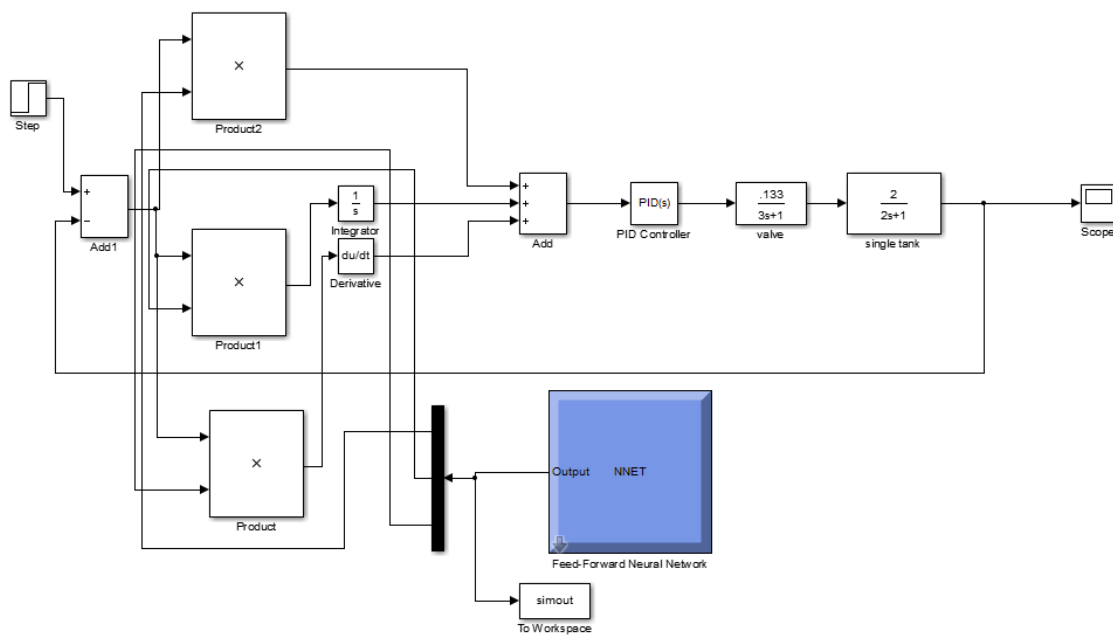 ×
Product2
Step
+
−
Add1
1
s
Integrator
du/dt
Derivative
×
Product1
+
+
+
Add
PID(s)
PID Controller
.133
3s+1
valve
2
2s+1
single tank
Scope
×
Product
Output NNET
Feed-Forward Neural Network
simout
To Workspace